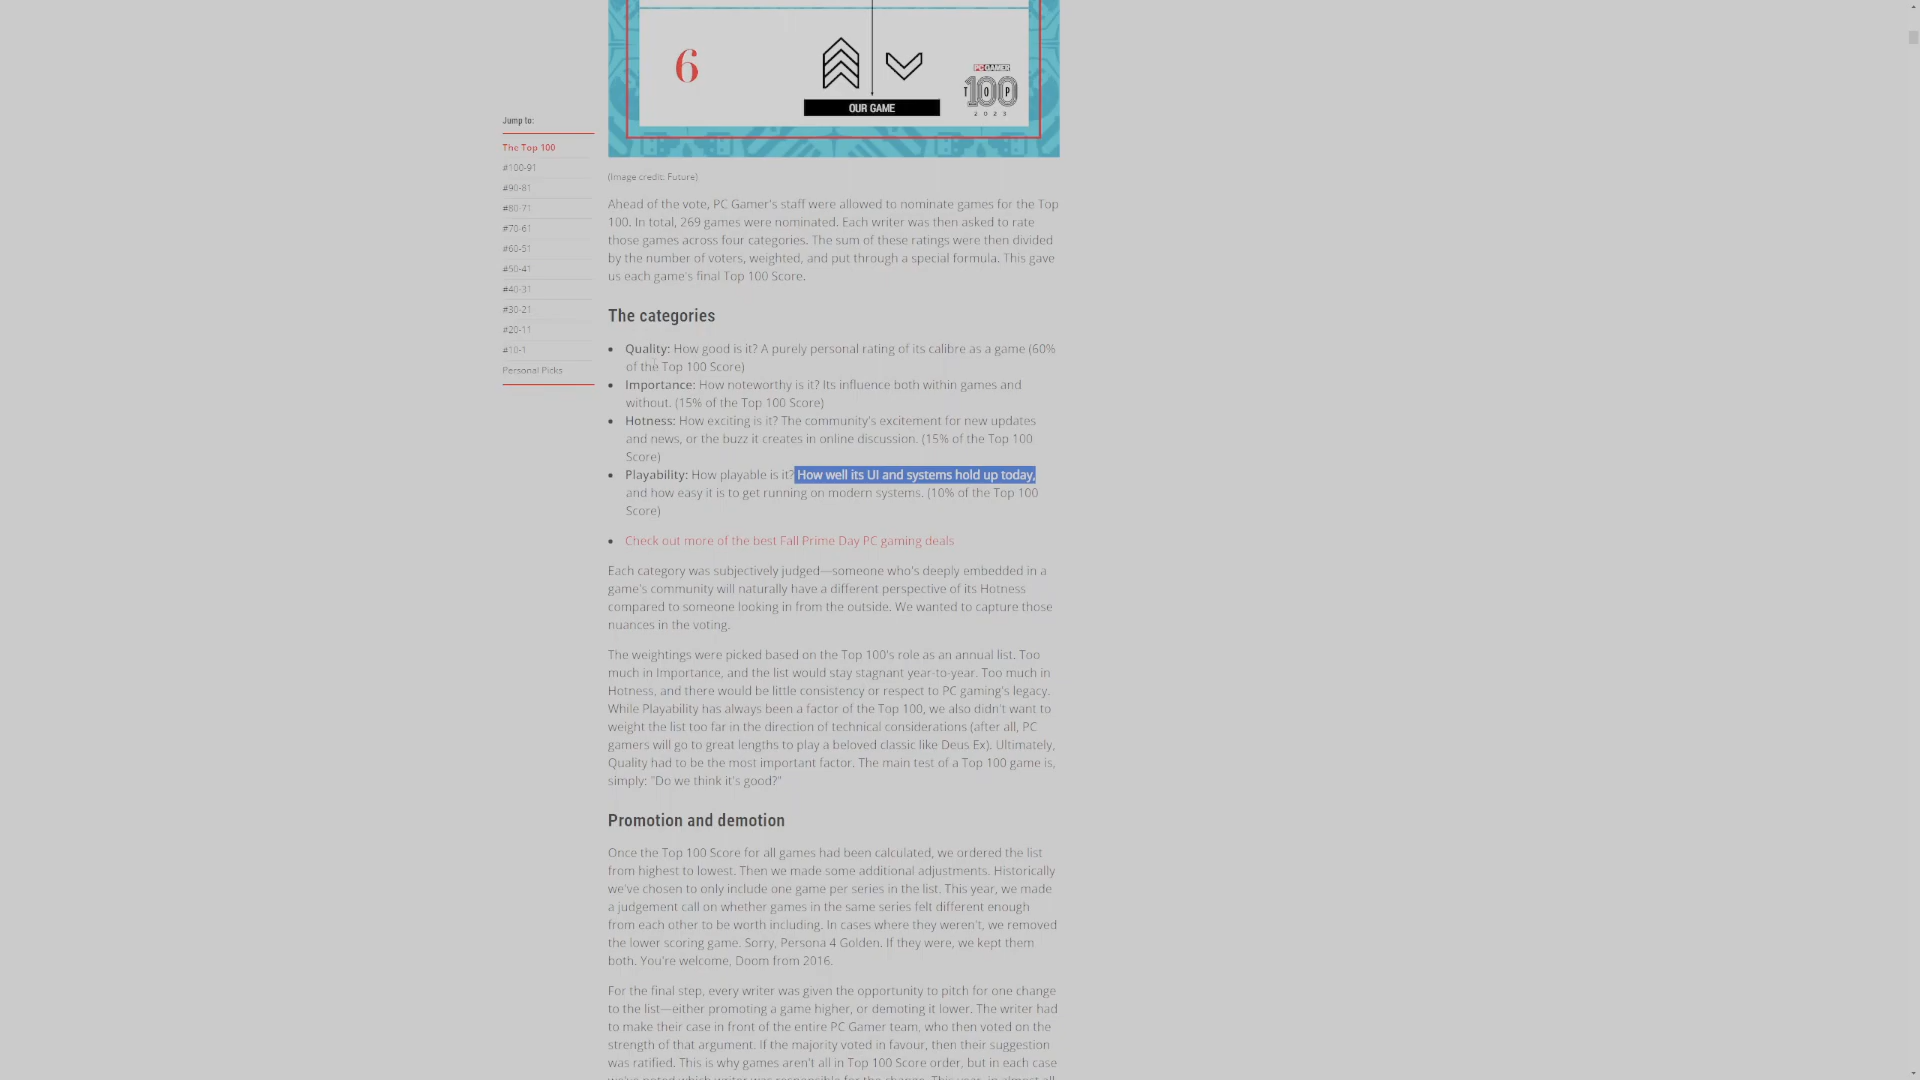 6
OUR GAME
PC GAMER
TOP
100
2023
Jump to:
The Top 100
#100-91
#90-81
#80-71
#70-61
#60-51
#50-41
#40-31
#30-21
#20-11
#10-1
Personal Picks
(Image credit: Future)
Ahead of the vote, PC Gamer's staff were allowed to nominate games for the Top
100. In total, 269 games were nominated. Each writer was then asked to rate
those games across four categories. The sum of these ratings were then divided
by the number of voters, weighted, and put through a special formula. This gave
us each game's final Top 100 Score.
The categories
Quality: How good is it? A purely personal rating of its calibre as a game (60%
of the Top 100 Score)
Importance: How noteworthy is it? Its influence both within games and
without. (15% of the Top 100 Score)
Hotness: How exciting is it? The community's excitement for new updates
and news, or the buzz it creates in online discussion. (15% of the Top 100
Score)
Playability: How playable is it? How well its UI and systems hold up today,
and how easy it is to get running on modern systems. (10% of the Top 100
Score)
Check out more of the best Fall Prime Day PC gaming deals
Each category was subjectively judged—someone who's deeply embedded in a
game's community will naturally have a different perspective of its Hotness
compared to someone looking in from the outside. We wanted to capture those
nuances in the voting.
The weightings were picked based on the Top 100's role as an annual list. Too
much in Importance, and the list would stay stagnant year-to-year. Too much in
Hotness, and there would be little consistency or respect to PC gaming's legacy.
While Playability has always been a factor of the Top 100, we also didn't want to
weight the list too far in the direction of technical considerations (after all, PC
gamers will go to great lengths to play a beloved classic like Deus Ex). Ultimately,
Quality had to be the most important factor. The main test of a Top 100 game is,
simply: "Do we think it's good?"
Promotion and demotion
Once the Top 100 Score for all games had been calculated, we ordered the list
from highest to lowest. Then we made some additional adjustments. Historically
we've chosen to only include one game per series in the list. This year, we made
a judgement call on whether games in the same series felt different enough
from each other to be worth including. In cases where they weren't, we removed
the lower scoring game. Sorry, Persona 4 Golden. If they were, we kept them
both. You're welcome, Doom from 2016.
For the final step, every writer was given the opportunity to pitch for one change
to the list—either promoting a game higher, or demoting it lower. The writer had
to make their case in front of the entire PC Gamer team, who then voted on the
strength of that argument. If the majority voted in favour, then their suggestion
was ratified. This is why games aren't all in Top 100 Score order, but in each case
we've noted which writer was responsible for the change. This year, in almost all